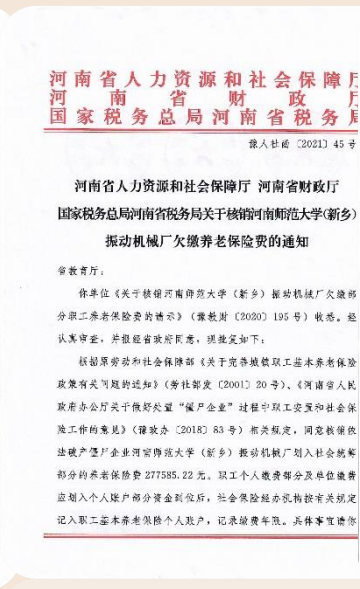 河南省人力资源和社会保障厅
河南省财政厅
国家税务总局河南省税务局
豫人社函〔2021〕45号
河南省人力资源和社会保障厅 河南省财政厅
国家税务总局河南省税务局关于核销河南师范大学(新乡)
振动机械厂欠缴养老保险费的通知
省教育厅：
你单位《关于核销河南师范大学（新乡）振动机械厂欠缴部
分职工养老保险费的请示》（豫教财〔2020〕195号）收悉。经
认真审查，并报经省政府同意，现批复如下：
根据原劳动和社会保障部《关于完善城镇职工基本养老保险
政策有关问题的通知》（劳社部发〔2001〕20号）、《河南省人民
政府办公厅关于做好处置“僵尸企业”过程中职工安置和社会保
险工作的意见》（豫政办〔2018〕83号）相关规定，同意核销依
法破产僵尸企业河南师范大学（新乡）振动机械厂划入社会统筹
部分的养老保险费277585.22元。职工个人缴费部分及单位缴费
应划入个人账户部分资金到位后，社会保险经办机构按有关规定
记入职工基本养老保险个人账户，记录缴费年限。具体事宜请你